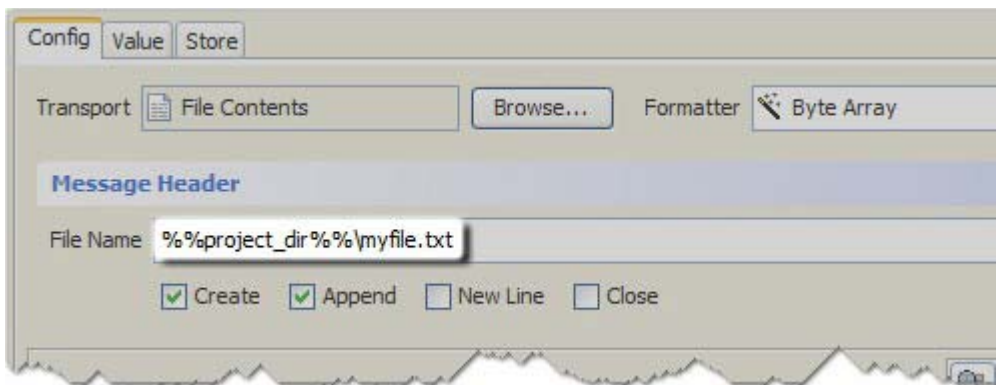 Config Value Store
Transport File Contents Browse... Formatter Byte Array
Message Header
File Name %%project_dir%%\myfile.txt
Create Append New Line Close